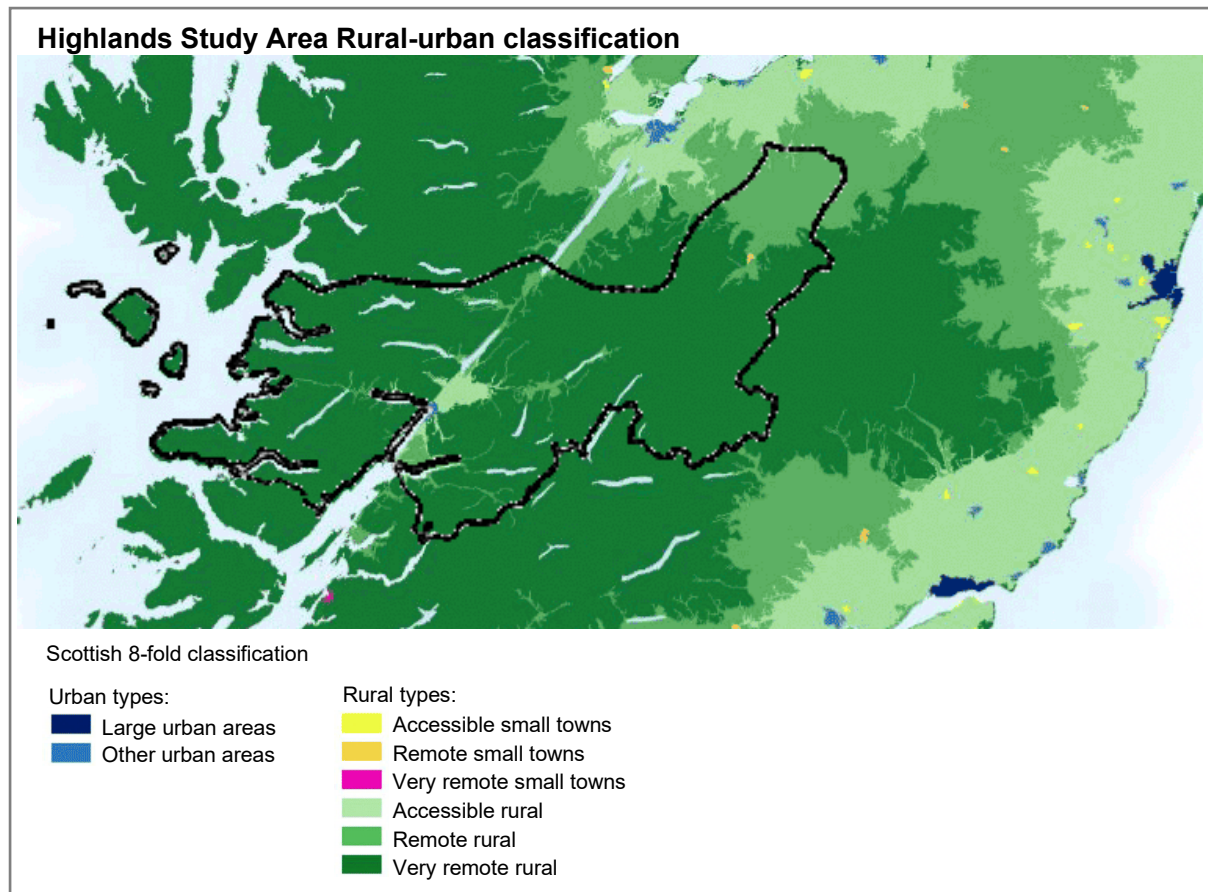 Highlands Study Area Rural-urban classification
Scottish 8-fold classification
Urban types:
Large urban areas
Other urban areas
Rural types:
Accessible small towns
Remote small towns
Very remote small towns
Accessible rural
Remote rural
Very remote rural